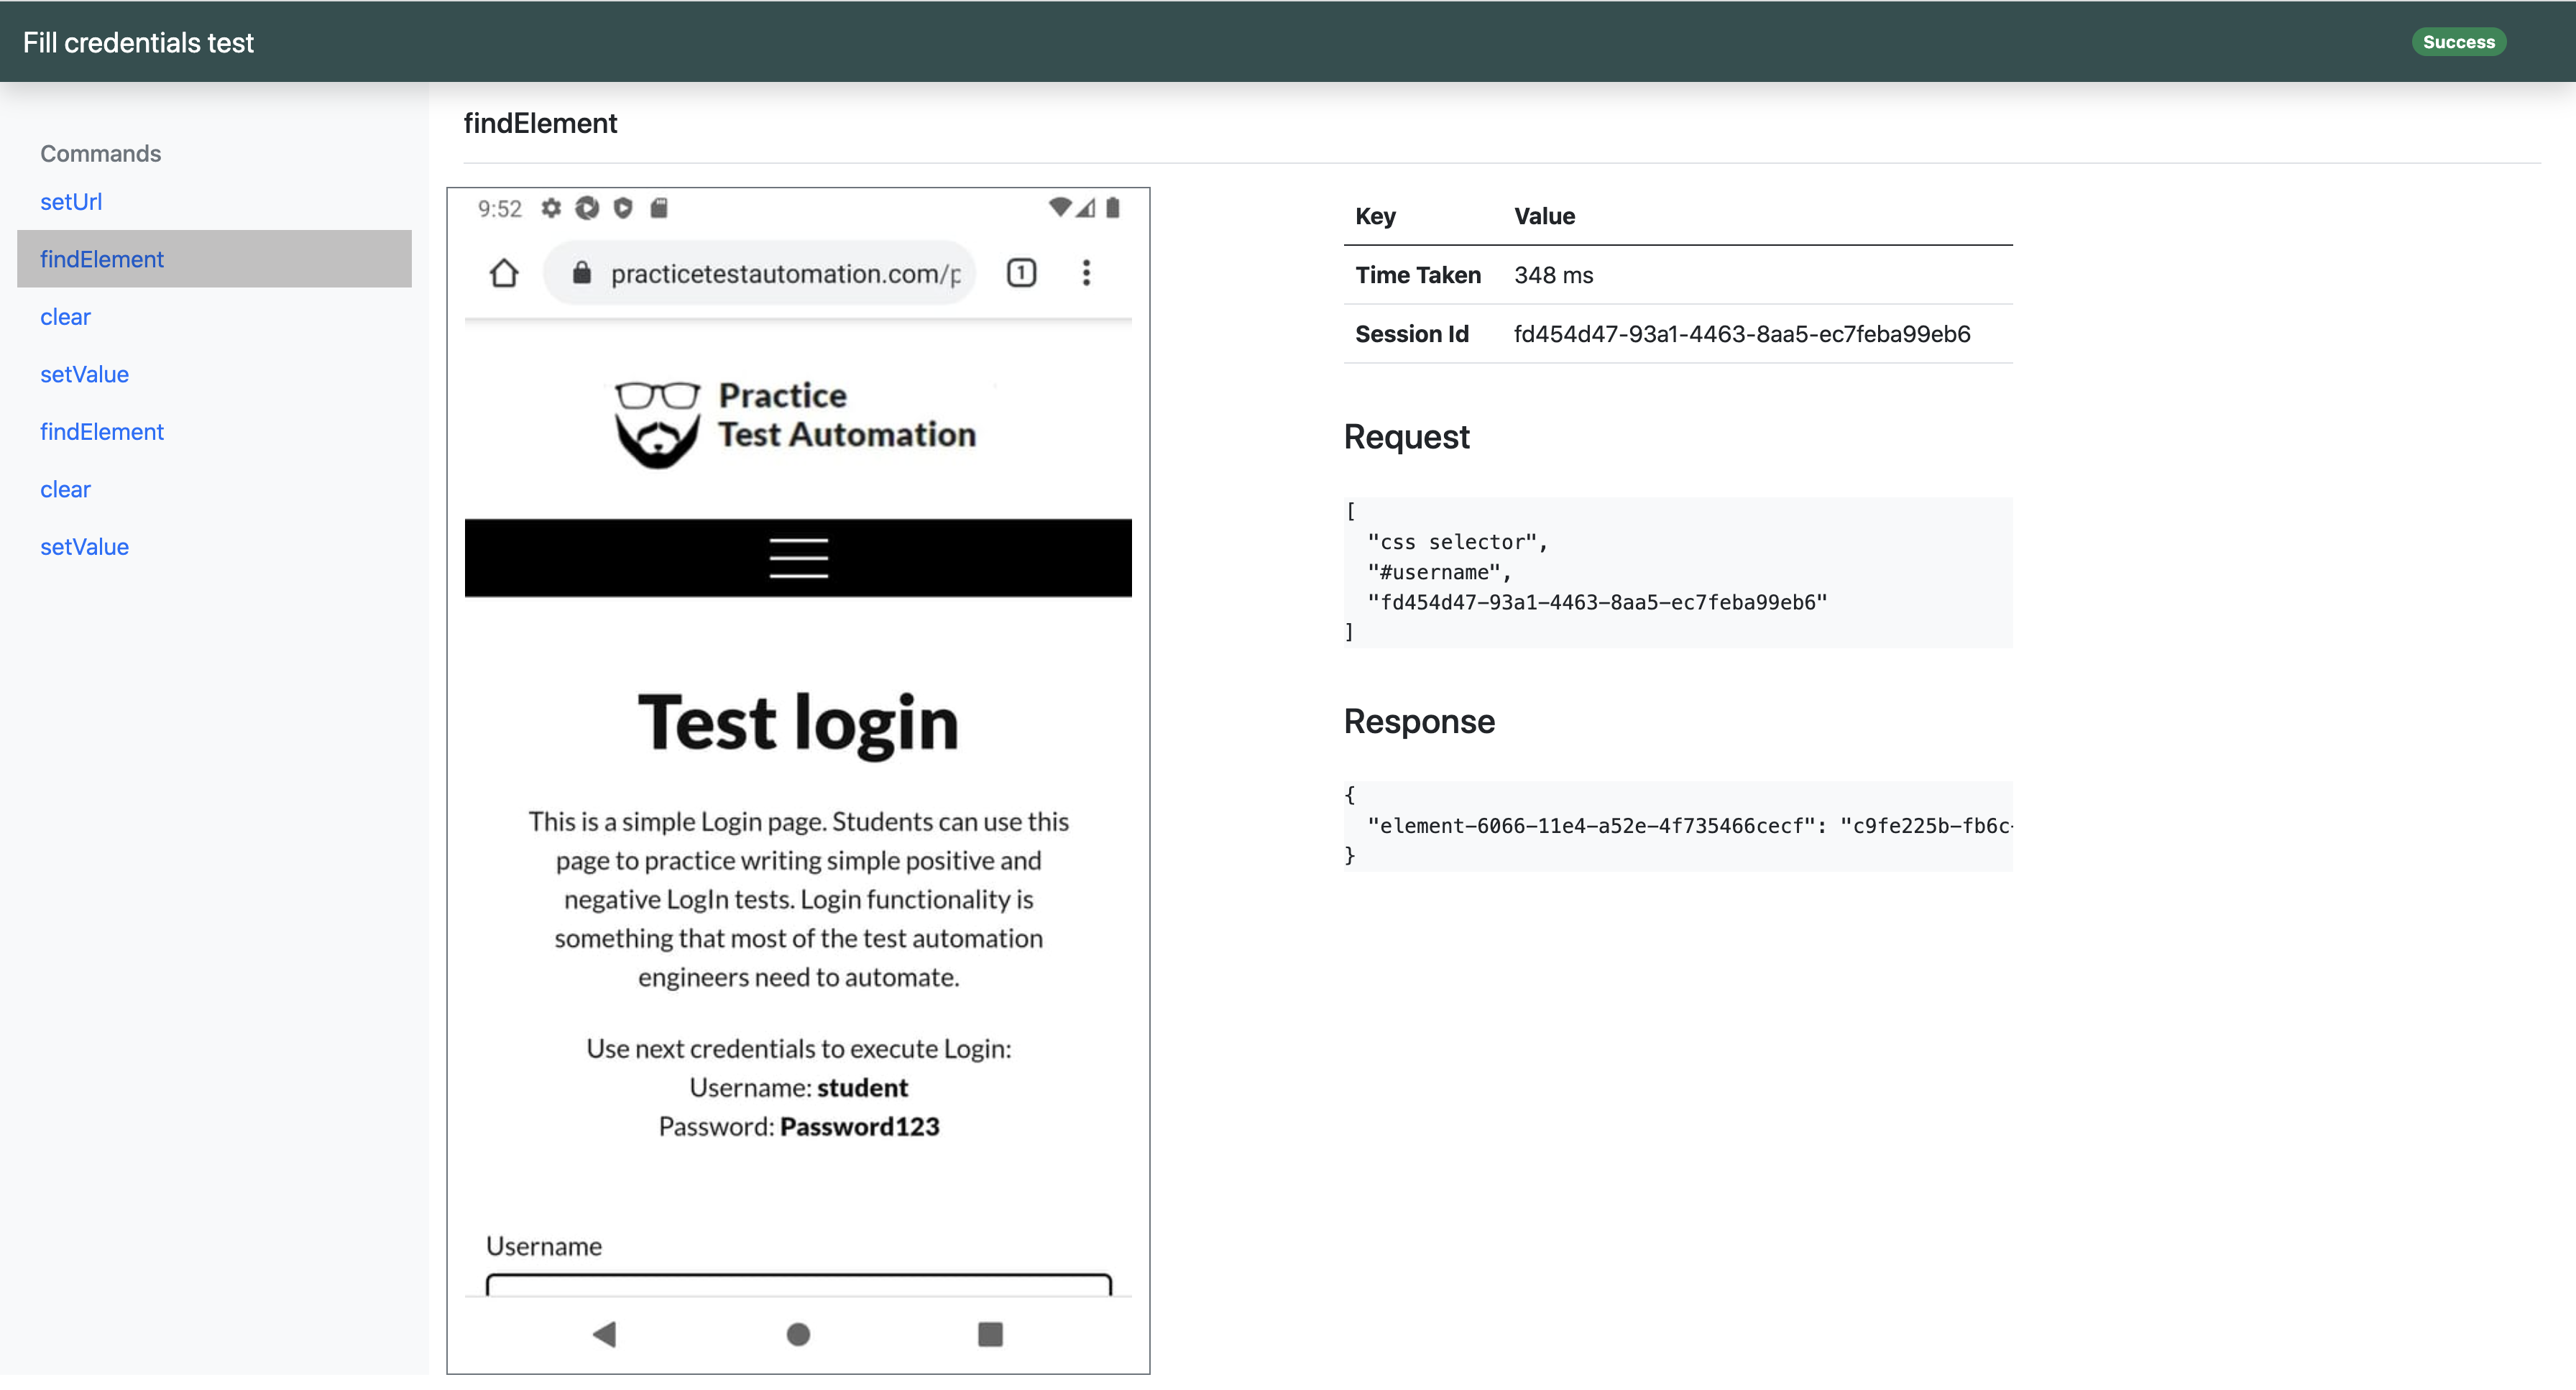 Fill credentials test
Success
Commands
setUrl
findElement
clear
setValue
findElement
clear
setValue
findElement
9:52
practicetestautomation.com/p
1
Practice
Test Automation
Test login
This is a simple Login page. Students can use this
page to practice writing simple positive and
negative LogIn tests. Login functionality is
something that most of the test automation
engineers need to automate.
Use next credentials to execute Login:
Username: student
Password: Password123
Username
Key Value
Time Taken 348 ms
Session Id fd454d47-93a1-4463-8aa5-ec7feba99eb6
Request
[
"css selector",
"#username",
"fd454d47-93a1-4463-8aa5-ec7feba99eb6"
]
Response
{
"element-6066-11e4-a52e-4f735466cecf": "c9fe225b-fb6c-
}